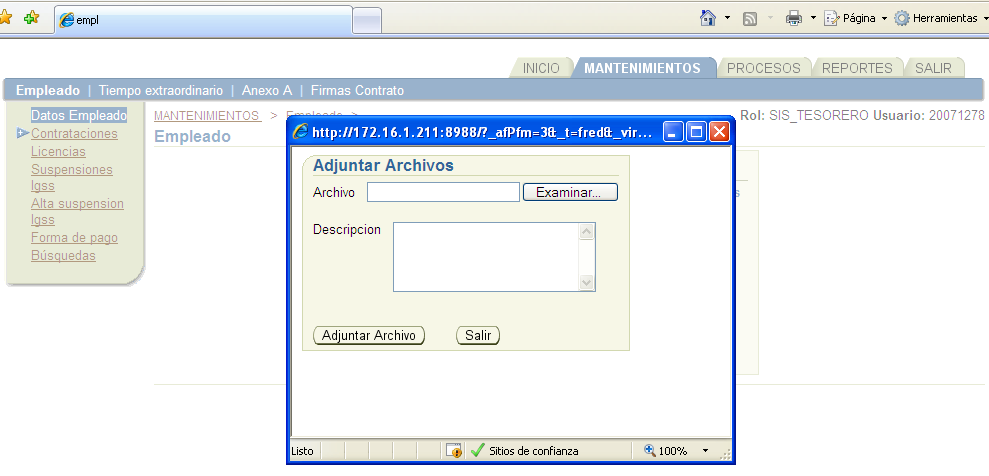 empl
Página
Herramientas
INICIO
MANTENIMIENTOS
PROCESOS
REPORTES
SALIR
Empleado | Tiempo extraordinario | Anexo A | Firmas Contrato
Datos Empleado
Contrataciones
Licencias
Suspensiones
Igss
Alta suspension
Igss
Forma de pago
Búsquedas
MANTENIMIENTOS > Empleado >
Rol: SIS_TESORERO Usuario: 20071278
Empleado
http://172.16.1.211:8988/?_afPfm=3&_t=fred&_vir...
Adjuntar Archivos
Archivo
Examinar...
Descripcion
Adjuntar Archivo
Salir
Listo
Sitios de confianza
100%